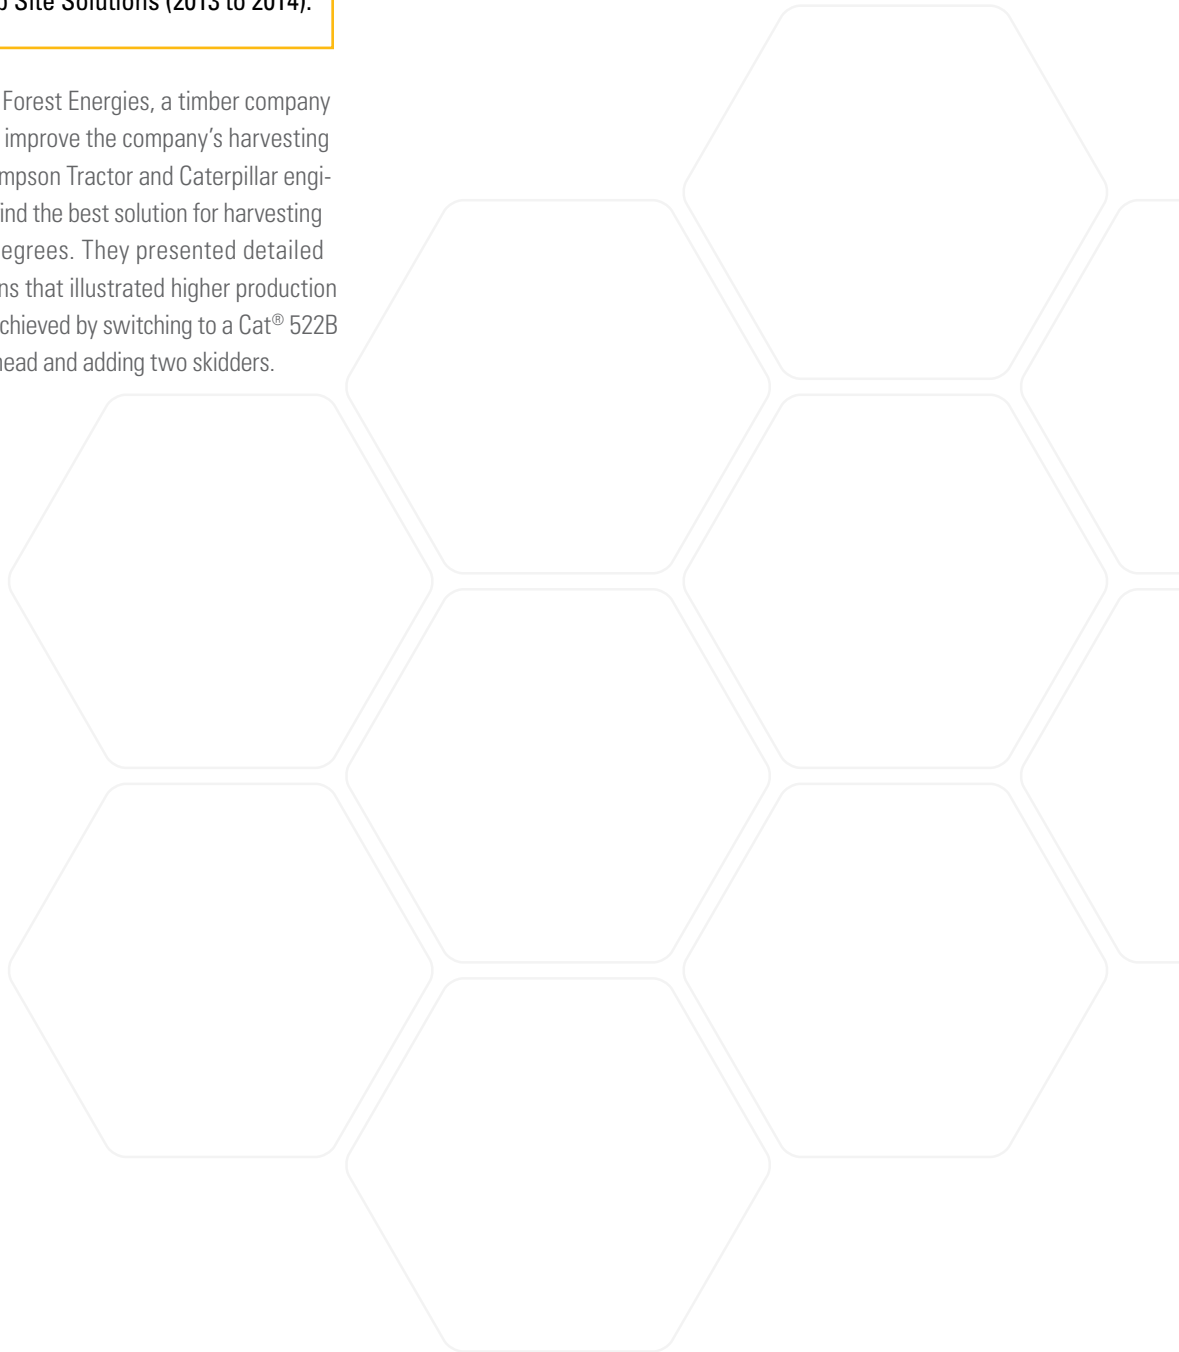 Site Solutions (2013 to 2014).
Forest Energies, a timber company
improve the company's harvesting
mpson Tractor and Caterpillar engi-
ind the best solution for harvesting
egrees. They presented detailed
ns that illustrated higher production
chieved by switching to a Cat® 522B
head and adding two skidders.